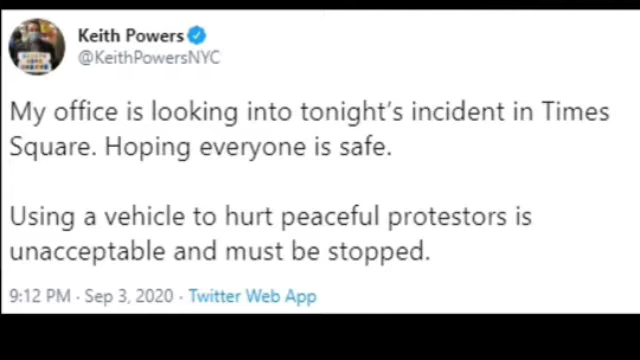 Keith Powers
@KeithPowersNYC
My office is looking into tonight's incident in Times
Square. Hoping everyone is safe.
Using a vehicle to hurt peaceful protestors is
unacceptable and must be stopped.
9:12 PM · Sep 3, 2020 · Twitter Web App